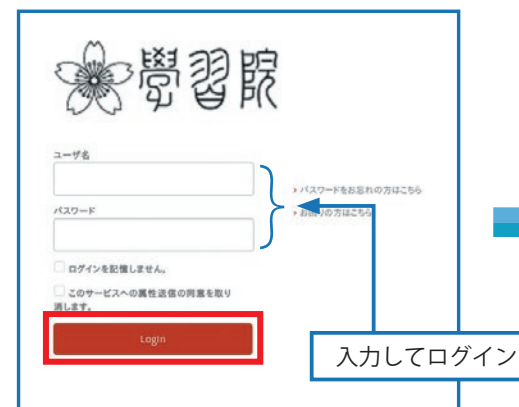 學習院
ユーザ名
› パスワードをお忘れの方はこちら
パスワード
› お困りの方はこちら
ログインを記憶しません。
このサービスへの属性送信の同意を取り
消します。
Login
入力してログイン